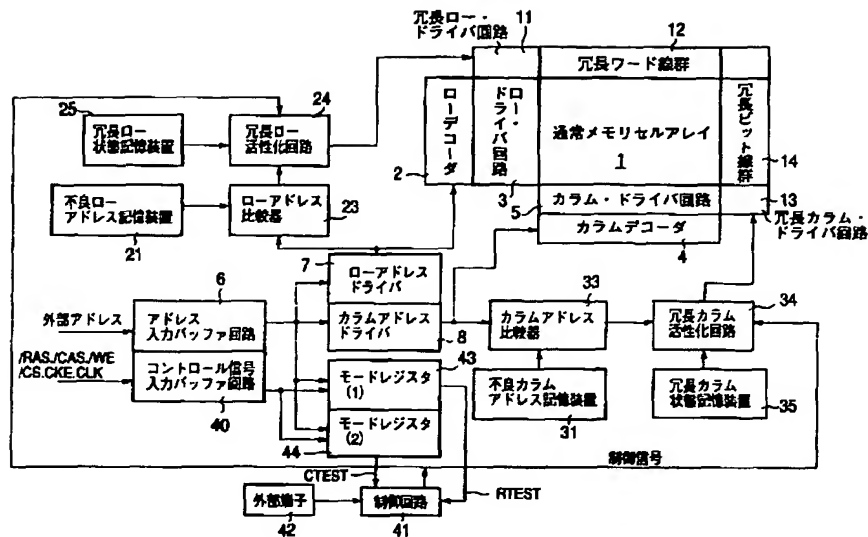 冗長ロー・
ドライバ回路
11
12
冗長ワード線群
25
24
冗長ロー
状態記憶装置
冗長ロー
活性化回路
ローデコーダ
ロー・
ドライバ回路
通常メモリセルアレイ
1
冗長ビット線群
2
14
不良ロー
アドレス記憶装置
ローアドレス
比較器
23
21
3
5
カラム・ドライバ回路
13
カラムデコーダ
冗長カラム・
ドライバ回路
4
7
ローアドレス
ドライバ
6
33
外部アドレス
アドレス
入力バッファ回路
カラムアドレス
ドライバ
カラムアドレス
比較器
冗長カラム
活性化回路
34
8
43
/RAS,/CAS,/WE
/CS,CKE,CLK
コントロール信号
入力バッファ回路
モードレジスタ
(1)
不良カラム
アドレス記憶装置
冗長カラム
状態記憶装置
40
モードレジスタ
(2)
31
35
44
制御信号
CTEST
RTEST
外部端子
制御回路
42
41